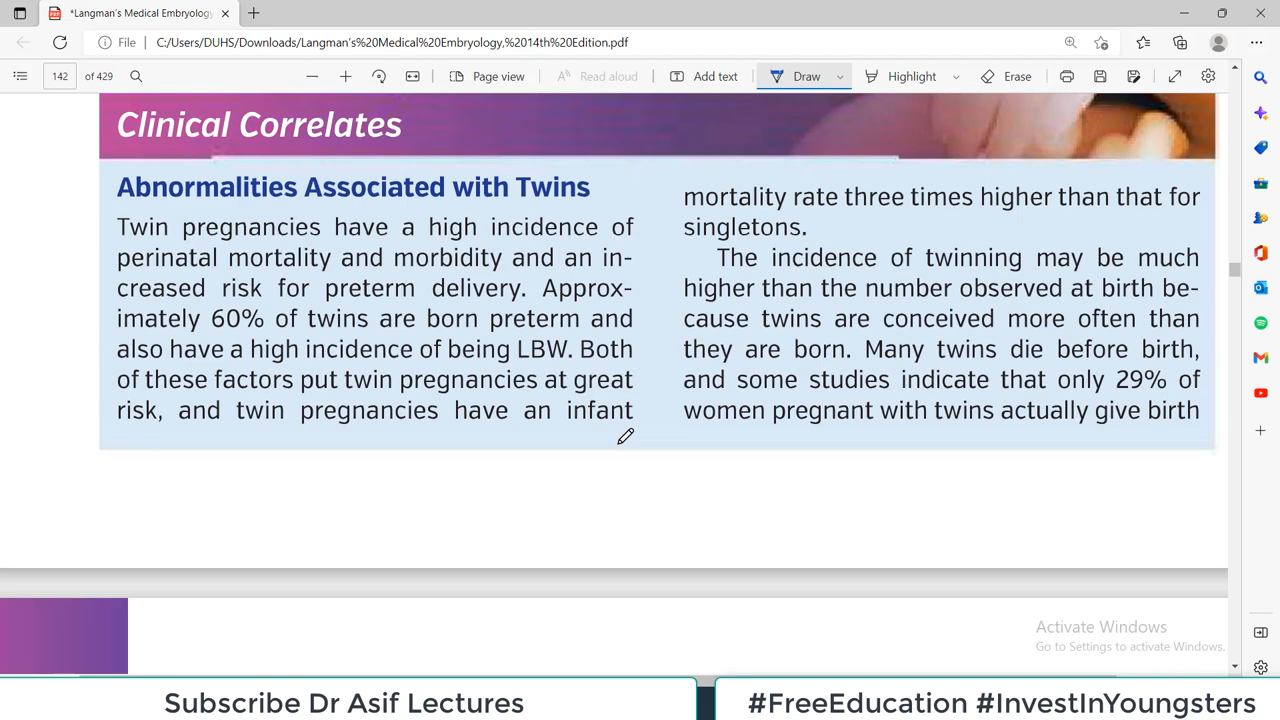 *Langman's Medical Embryology
File
C:/Users/DUHS/Downloads/Langman's%20Medical%20Embryology,%2014th%20Edition.pdf
142 of 429
Page view
Read aloud
Add text
Draw
Highlight
Erase
Clinical Correlates
Abnormalities Associated with Twins
Twin pregnancies have a high incidence of
perinatal mortality and morbidity and an in-
creased risk for preterm delivery. Approx-
imately 60% of twins are born preterm and
also have a high incidence of being LBW. Both
of these factors put twin pregnancies at great
risk, and twin pregnancies have an infant
mortality rate three times higher than that for
singletons.
The incidence of twinning may be much
higher than the number observed at birth be-
cause twins are conceived more often than
they are born. Many twins die before birth,
and some studies indicate that only 29% of
women pregnant with twins actually give birth
Activate Windows
Go to Settings to activate Windows.
Subscribe Dr Asif Lectures
#FreeEducation #InvestInYoungsters